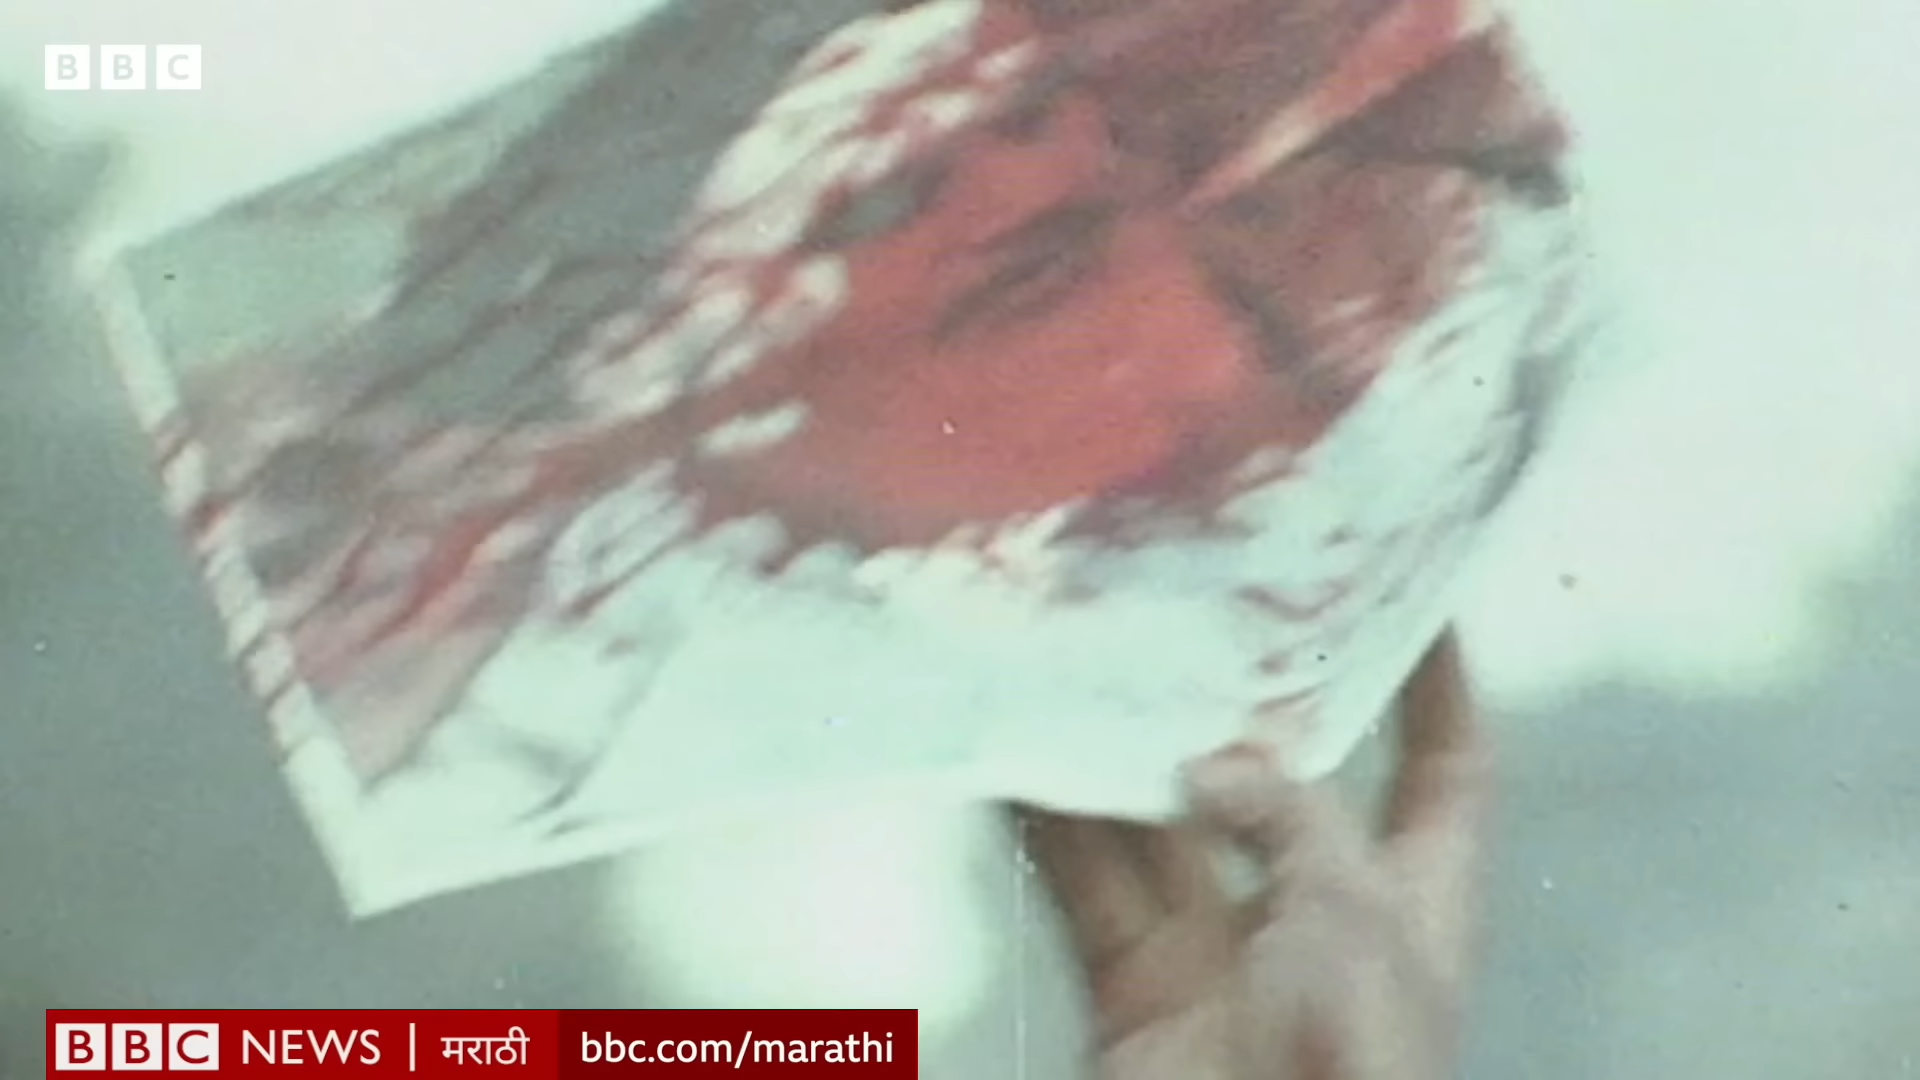 BBC
BBC NEWS | मराठी bbc.com/marathi